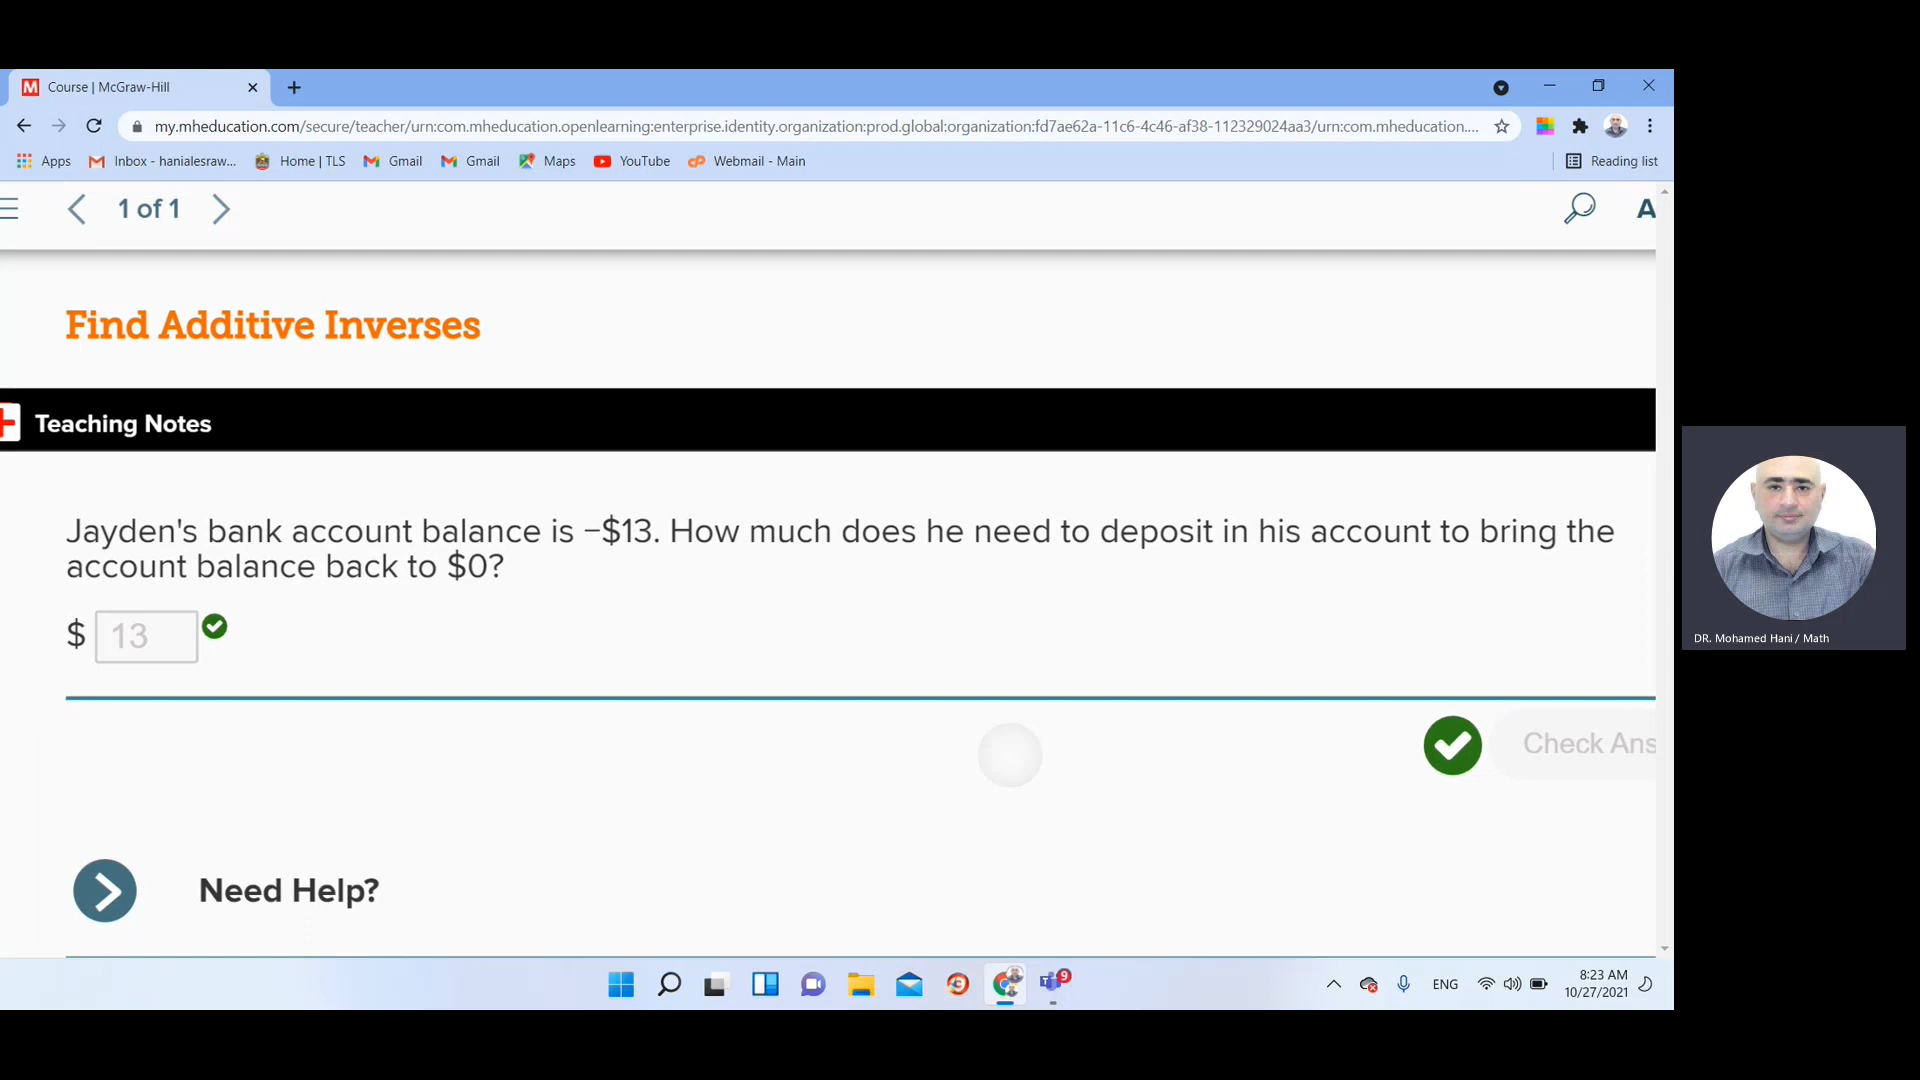 Course | McGraw-Hill
my.mheducation.com/secure/teacher/urn:com.mheducation.openlearning:enterprise.identity.organization:prod.global:organization:fd7ae62a-11c6-4c46-af38-112329024aa3/urn:com.mheducation....
Apps
Inbox - hanialesraw...
Home | TLS
Gmail
Gmail
Maps
YouTube
Webmail - Main
Reading list
1 of 1
A
Find Additive Inverses
Teaching Notes
Jayden's bank account balance is −$13. How much does he need to deposit in his account to bring the
account balance back to $0?
$ 13
Check Ans
Need Help?
DR. Mohamed Hani / Math
9
ENG
8:23 AM
10/27/2021